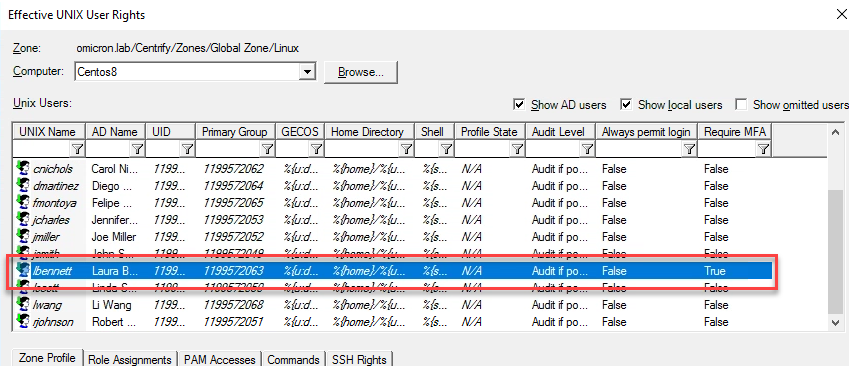 Effective UNIX User Rights
Zone: omicron.lab/Centrify/Zones/Global Zone/Linux
Computer: Centos8 Browse...
Unix Users: Show AD users Show local users Show omitted users
UNIX Name AD Name UID Primary Group GECOS Home Directory Shell Profile State Audit Level Always permit login Require MFA
cnichols Carol Ni... 1199... 1199572062 %{u:d... %{home}/%{u... %{s... N/A Audit if po... False False
dmartinez Diego ... 1199... 1199572064 %{u:d... %{home}/%{u... %{s... N/A Audit if po... False False
fmontoya Felipe ... 1199... 1199572065 %{u:d... %{home}/%{u... %{s... N/A Audit if po... False False
jcharles Jennifer... 1199... 1199572053 %{u:d... %{home}/%{u... %{s... N/A Audit if po... False False
jmiller Joe Miller 1199... 1199572052 %{u:d... %{home}/%{u... %{s... N/A Audit if po... False False
jsmith John S... 1199... 1199572049 %{u:d... %{home}/%{u... %{s... N/A Audit if po... False False
lbennett Laura B... 1199... 1199572063 %{u:d... %{home}/%{u... %{s... N/A Audit if po... False True
Linda S... 1199... %{u:d... %{home}/%{u... %{s... N/A Audit if po... False False
lwang Li Wang 1199... 1199572068 %{u:d... %{home}/%{u... %{s... N/A Audit if po... False False
rjohnson Robert ... 1199... 1199572051 %{u:d... %{home}/%{u... %{s... N/A Audit if po... False False
Zone Profile Role Assignments PAM Accesses Commands SSH Rights